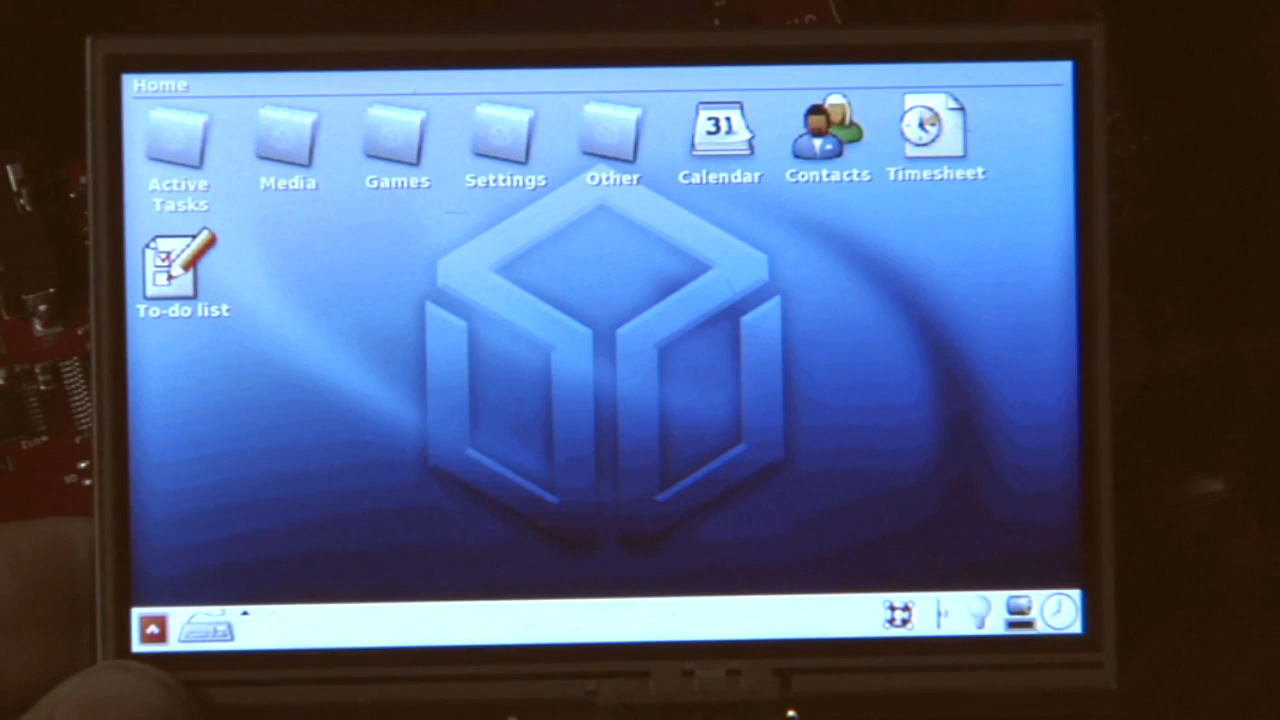 Home
Active
Tasks
Media
Games
Settings
Other
31
Calendar
Contacts
Timesheet
To-do list